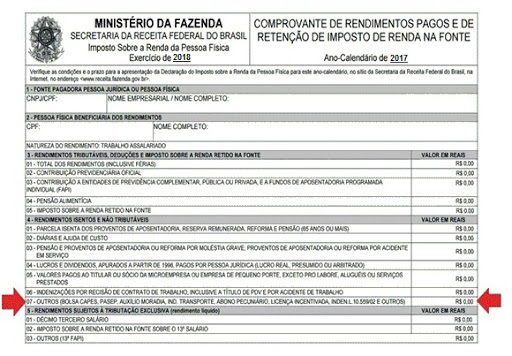 MINISTÉRIO DA FAZENDA
SECRETARIA DA RECEITA FEDERAL DO BRASIL
Imposto Sobre a Renda da Pessoa Física
Exercício de 2018
COMPROVANTE DE RENDIMENTOS PAGOS E DE
RETENÇÃO DE IMPOSTO DE RENDA NA FONTE
Ano-Calendário de 2017
Verifique as condições e o prazo para a apresentação da Declaração do Imposto sobre a Renda da Pessoa Física para este ano-calendário, no sítio da Secretaria da Receita Federal do Brasil, na
Internet, no endereço <www.receita.fazenda.gov.br>.
1 - FONTE PAGADORA PESSOA JURÍDICA OU PESSOA FÍSICA
CNPJ/CPF: NOME EMPRESARIAL / NOME COMPLETO:
2 - PESSOA FÍSICA BENEFICIÁRIA DOS RENDIMENTOS
CPF: NOME COMPLETO:
NATUREZA DO RENDIMENTO: TRABALHO ASSALARIADO
3 - RENDIMENTOS TRIBUTÁVEIS, DEDUÇÕES E IMPOSTO SOBRE A RENDA RETIDO NA FONTE VALOR EM REAIS
01 - TOTAL DOS RENDIMENTOS (INCLUSIVE FÉRIAS) R$ 0,00
02 - CONTRIBUIÇÃO PREVIDENCIÁRIA OFICIAL R$ 0,00
03 - CONTRIBUIÇÃO A ENTIDADES DE PREVIDÊNCIA COMPLEMENTAR, PÚBLICA OU PRIVADA, E A FUNDOS DE APOSENTADORIA PROGRAMADA
INDIVIDUAL (FAPI) R$ 0,00
04 - PENSÃO ALIMENTÍCIA R$ 0,00
05 - IMPOSTO SOBRE A RENDA RETIDO NA FONTE R$ 0,00
4 - RENDIMENTOS ISENTOS E NÃO TRIBUTÁVEIS VALOR EM REAIS
01 - PARCELA ISENTA DOS PROVENTOS DE APOSENTADORIA, RESERVA REMUNERADA, REFORMA E PENSÃO (65 ANOS OU MAIS) R$ 0,00
02 - DIÁRIAS E AJUDA DE CUSTO R$ 0,00
03 - PENSÃO E PROVENTOS DE APOSENTADORIA OU REFORMA POR MOLÉSTIA GRAVE; PROVENTOS DE APOSENTADORIA OU REFORMA POR ACIDENTE
EM SERVIÇO R$ 0,00
04 - LUCROS E DIVIDENDOS, APURADOS A PARTIR DE 1996, PAGOS POR PESSOA JURÍDICA (LUCRO REAL, PRESUMIDO OU ARBITRADO) R$ 0,00
05 - VALORES PAGOS AO TITULAR OU SÓCIO DA MICROEMPRESA OU EMPRESA DE PEQUENO PORTE, EXCETO PRO LABORE, ALUGUÉIS OU SERVIÇOS
PRESTADOS R$ 0,00
06 - INDENIZAÇÕES POR RECISÃO DE CONTRATO DE TRABALHO, INCLUSIVE A TÍTULO DE PDV E POR ACIDENTE DE TRABALHO R$ 0,00
07 - OUTROS (BOLSA CAPES, PASEP, AUXÍLIO MORADIA, IND. TRANSPORTE, ABONO PECUNIÁRIO, LICENÇA INCENTIVADA, INDEN.L 10.559/02 E OUTROS) R$ 0,00
5 - RENDIMENTOS SUJEITOS À TRIBUTAÇÃO EXCLUSIVA (rendimento líquido) VALOR EM REAIS
01 - DÉCIMO TERCEIRO SALÁRIO R$ 0,00
02 - IMPOSTO SOBRE A RENDA RETIDO NA FONTE SOBRE O 13º SALÁRIO R$ 0,00
03 - OUTROS (13º FAPI) R$ 0,00